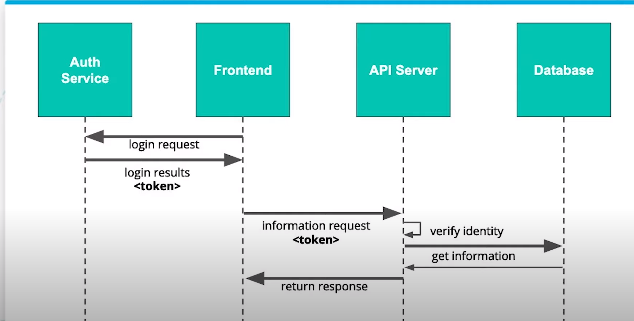 Auth
Service
Frontend
API Server
Database
login request
login results
<token>
information request
<token>
verify identity
get information
return response